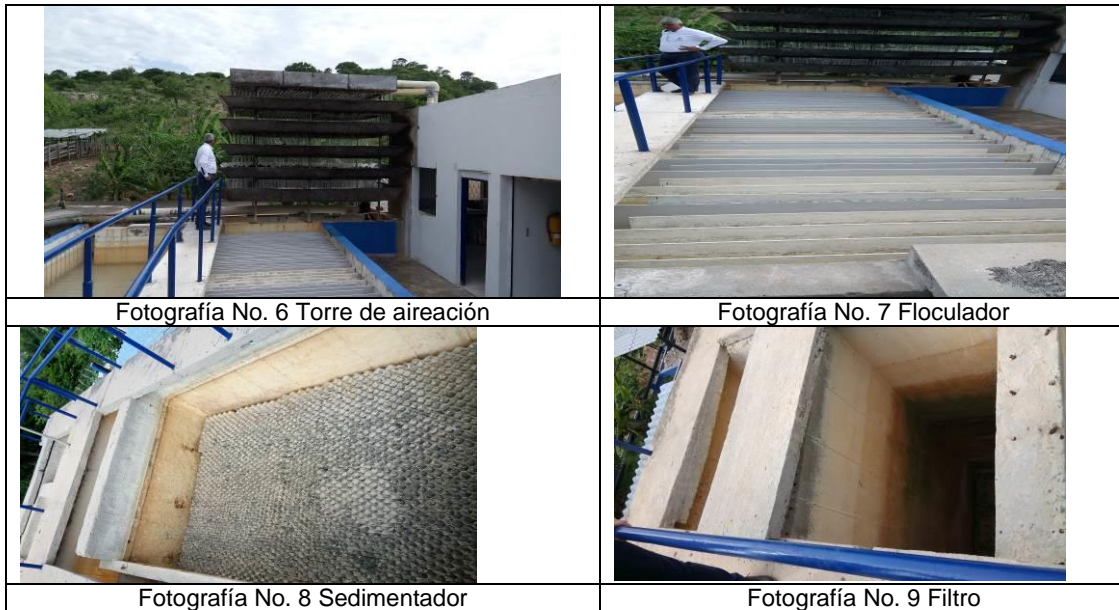 Fotografía No. 6 Torre de aireación
Fotografía No. 7 Floculador
Fotografía No. 8 Sedimentador
Fotografía No. 9 Filtro